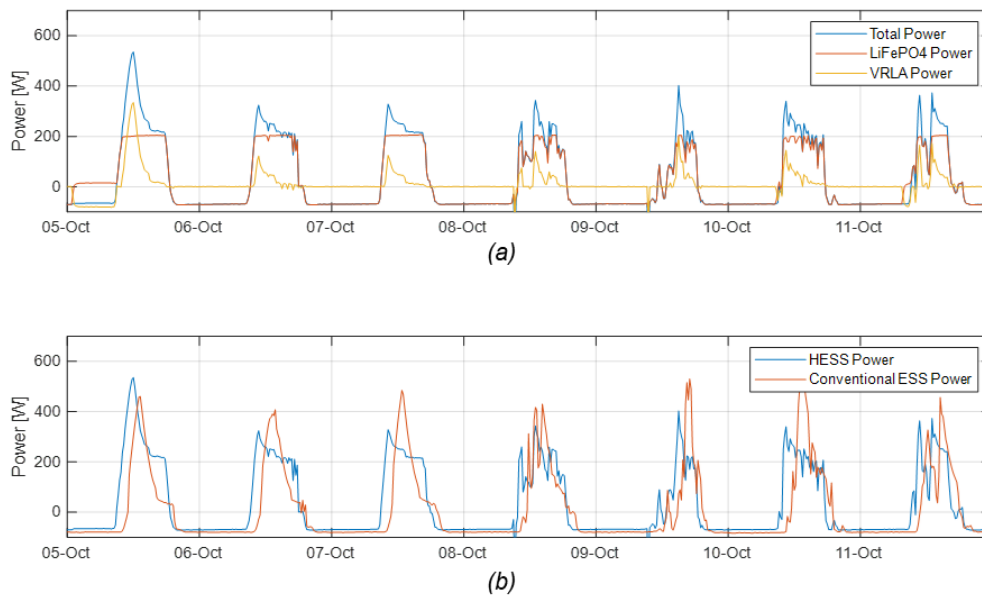 600
400
200
0
Power [W]
Total Power
LiFePO4 Power
VRLA Power
05-Oct 06-Oct 07-Oct 08-Oct 09-Oct 10-Oct 11-Oct
(a)
600
400
200
0
Power [W]
HESS Power
Conventional ESS Power
05-Oct 06-Oct 07-Oct 08-Oct 09-Oct 10-Oct 11-Oct
(b)